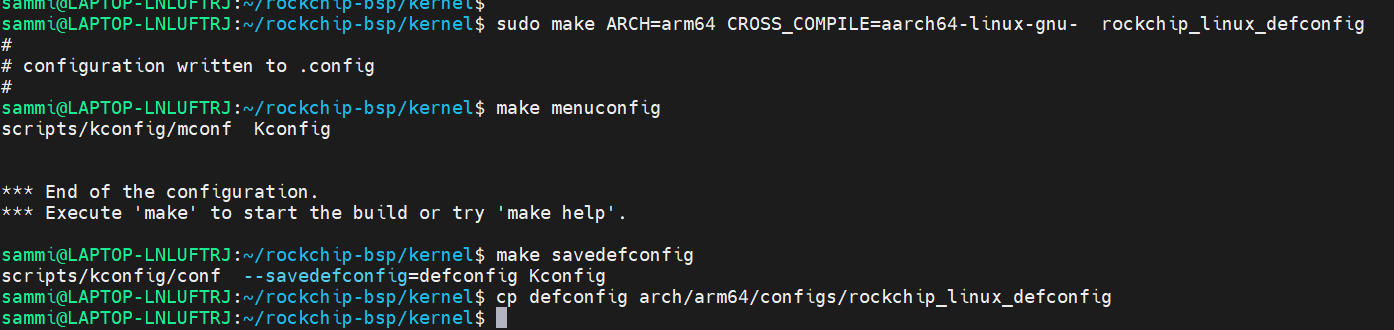 sammi@LAPTOP-LNLUFTRJ:~/rockchip-bsp/kernel$
sammi@LAPTOP-LNLUFTRJ:~/rockchip-bsp/kernel$ sudo make ARCH=arm64 CROSS_COMPILE=aarch64-linux-gnu-  rockchip_linux_defconfig
#
# configuration written to .config
#
sammi@LAPTOP-LNLUFTRJ:~/rockchip-bsp/kernel$ make menuconfig
scripts/kconfig/mconf  Kconfig
*** End of the configuration.
*** Execute 'make' to start the build or try 'make help'.
sammi@LAPTOP-LNLUFTRJ:~/rockchip-bsp/kernel$ make savedefconfig
scripts/kconfig/conf  --savedefconfig=defconfig Kconfig
sammi@LAPTOP-LNLUFTRJ:~/rockchip-bsp/kernel$ cp defconfig arch/arm64/configs/rockchip_linux_defconfig
sammi@LAPTOP-LNLUFTRJ:~/rockchip-bsp/kernel$